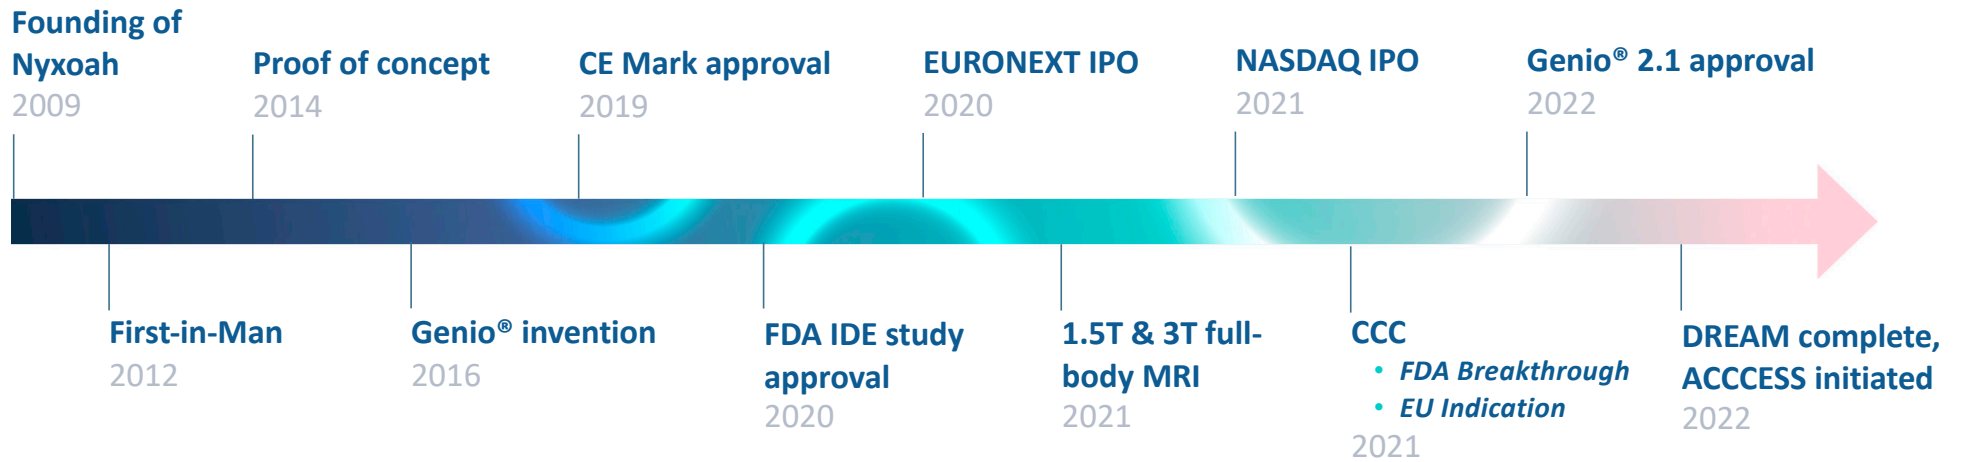 Founding of
Nyxoah
2009
Proof of concept
2014
CE Mark approval
2019
EURONEXT IPO
2020
NASDAQ IPO
2021
Genio® 2.1 approval
2022
First-in-Man
2012
Genio® invention
2016
FDA IDE study
approval
2020
1.5T & 3T full-
body MRI
2021
CCC
• FDA Breakthrough
• EU Indication
2021
DREAM complete,
ACCCESS initiated
2022